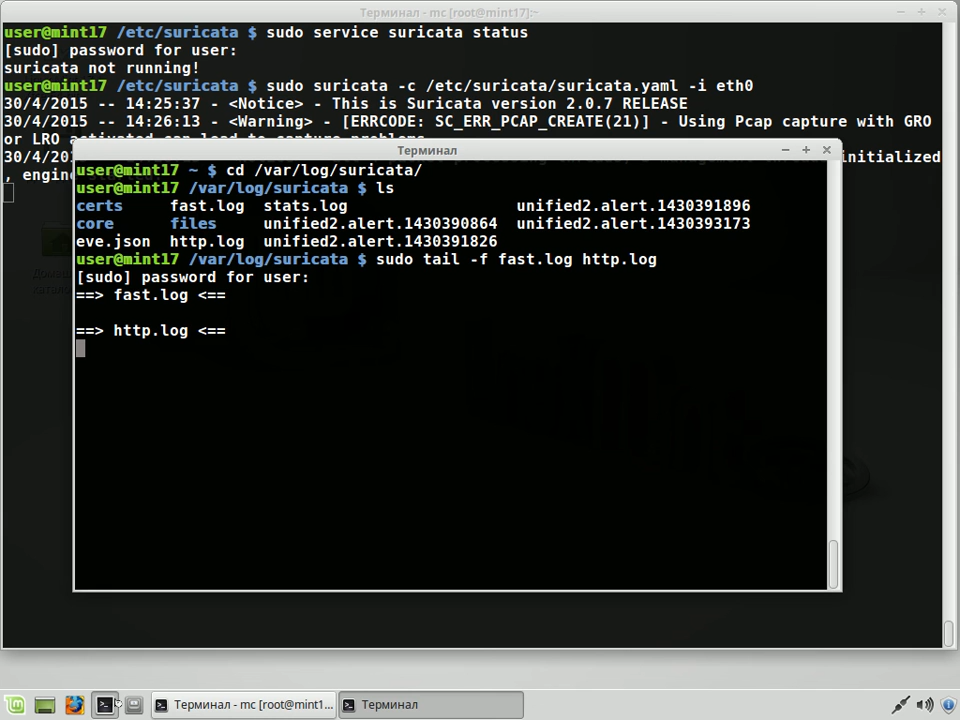 Терминал - mc [root@mint17]:~
user@mint17 /etc/suricata $ sudo service suricata status
[sudo] password for user:
suricata not running!
user@mint17 /etc/suricata $ sudo suricata -c /etc/suricata/suricata.yaml -i eth0
30/4/2015 -- 14:25:37 - <Notice> - This is Suricata version 2.0.7 RELEASE
30/4/2015 -- 14:26:13 - <Warning> - [ERRCODE: SC_ERR_PCAP_CREATE(21)] - Using Pcap capture with GRO
or LRO activated can lead to capture problems.
30/4/20 initialized
, engin
Терминал
user@mint17 ~ $ cd /var/log/suricata/
user@mint17 /var/log/suricata $ ls
certs fast.log stats.log unified2.alert.1430391896
core files unified2.alert.1430390864 unified2.alert.1430393173
eve.json http.log unified2.alert.1430391826
user@mint17 /var/log/suricata $ sudo tail -f fast.log http.log
[sudo] password for user:
==> fast.log <==
==> http.log <==
Терминал - mc [root@mint1...
Терминал